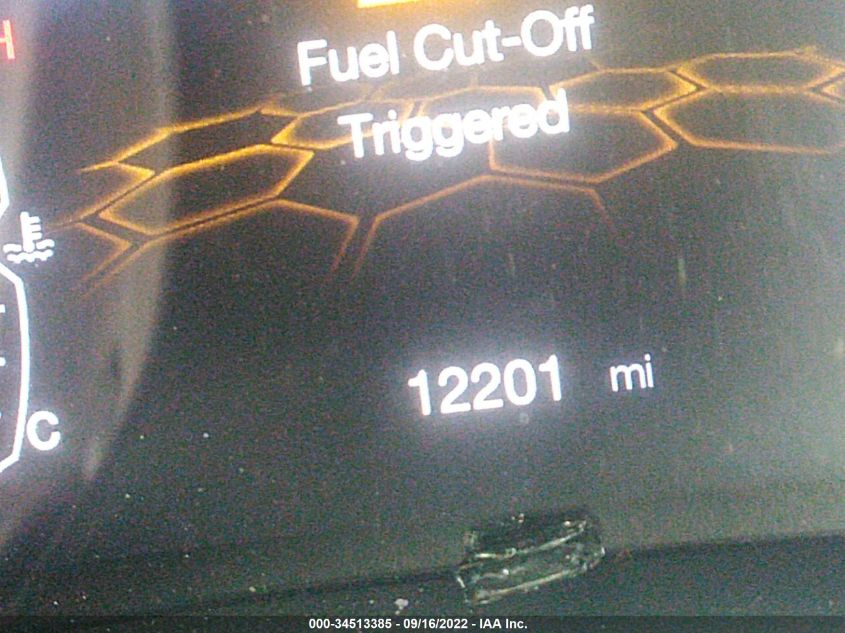 H
Fuel Cut-Off
Triggered
12201 mi
C
000-34513385 - 09/16/2022 - IAA Inc.